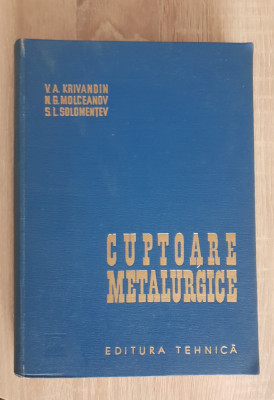 V. A. KRIVANDIN
N. G. MOLCEANOV
S. L. SOLOMENȚEV
CUPTOARE
METALURGICE
EDITURA TEHNICĂ